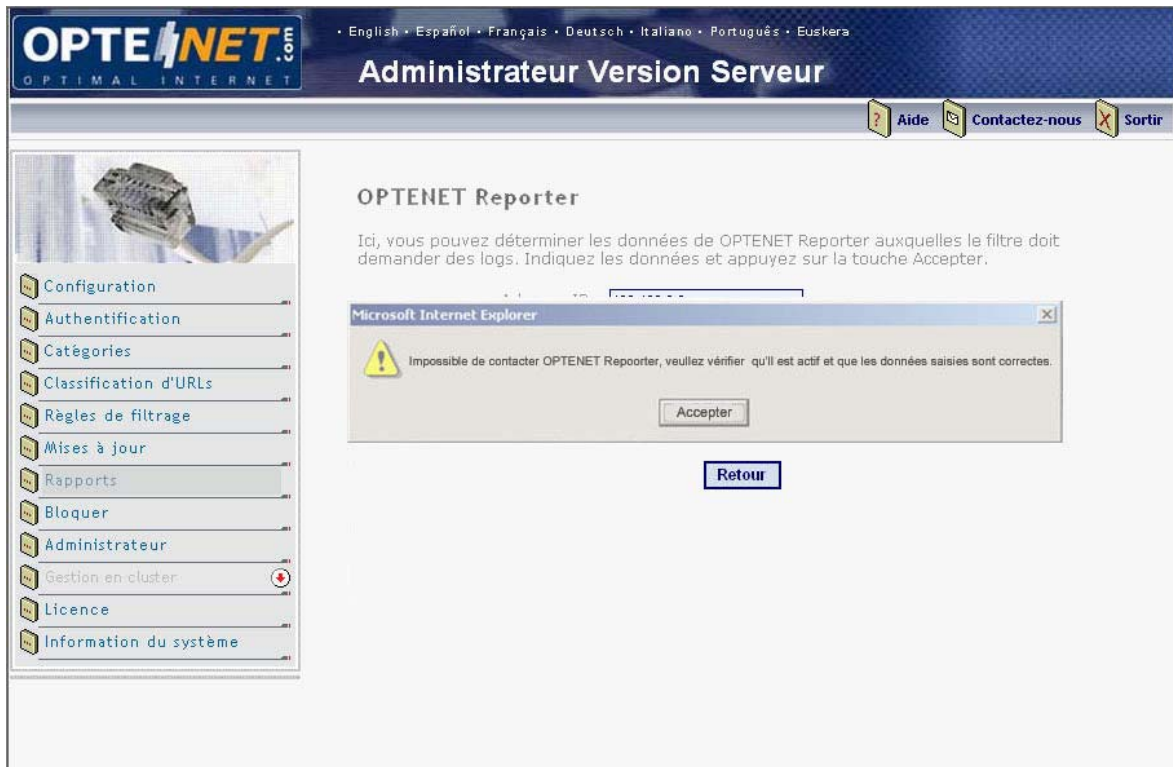 OPTENET.com
OPTIMAL INTERNET
• English • Español • Français • Deutsch • Italiano • Português • Euskera
Administrateur Version Serveur
Aide Contactez-nous Sortir
OPTENET Reporter
Ici, vous pouvez déterminer les données de OPTENET Reporter auxquelles le filtre doit
demander des logs. Indiquez les données et appuyez sur la touche Accepter.
Microsoft Internet Explorer
Impossible de contacter OPTENET Repoorter, veullez vérifier qu'Il est actif et que les données saisies sont correctes.
Accepter
Retour
Configuration
Authentification
Catégories
Classification d'URLs
Règles de filtrage
Mises à jour
Rapports
Bloquer
Administrateur
Gestion en cluster
Licence
Information du système